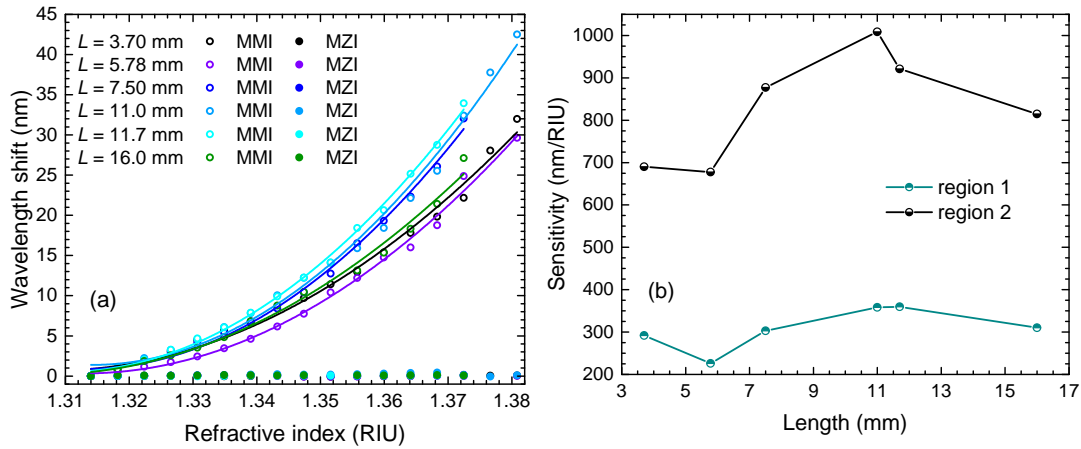 45
40
35
30
25
20
15
10
5
0
Wavelength shift (nm)
L = 3.70 mm MMI MZI
L = 5.78 mm MMI MZI
L = 7.50 mm MMI MZI
L = 11.0 mm MMI MZI
L = 11.7 mm MMI MZI
L = 16.0 mm MMI MZI
(a)
1.31 1.32 1.33 1.34 1.35 1.36 1.37 1.38
Refractive index (RIU)
1000
900
800
700
600
500
400
300
200
Sensitivity (nm/RIU)
region 1
region 2
(b)
3 5 7 9 11 13 15 17
Length (mm)